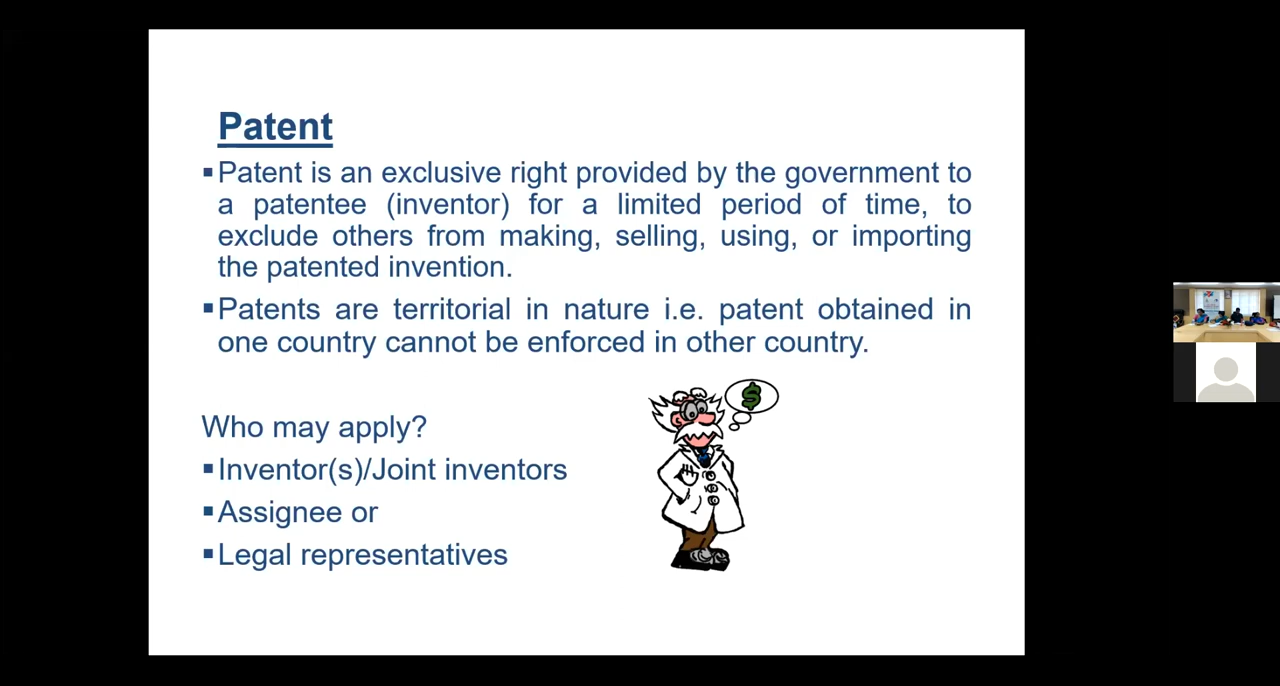 Patent
▪Patent is an exclusive right provided by the government to
a patentee (inventor) for a limited period of time, to
exclude others from making, selling, using, or importing
the patented invention.
▪Patents are territorial in nature i.e. patent obtained in
one country cannot be enforced in other country.
$
Who may apply?
▪Inventor(s)/Joint inventors
▪Assignee or
▪Legal representatives